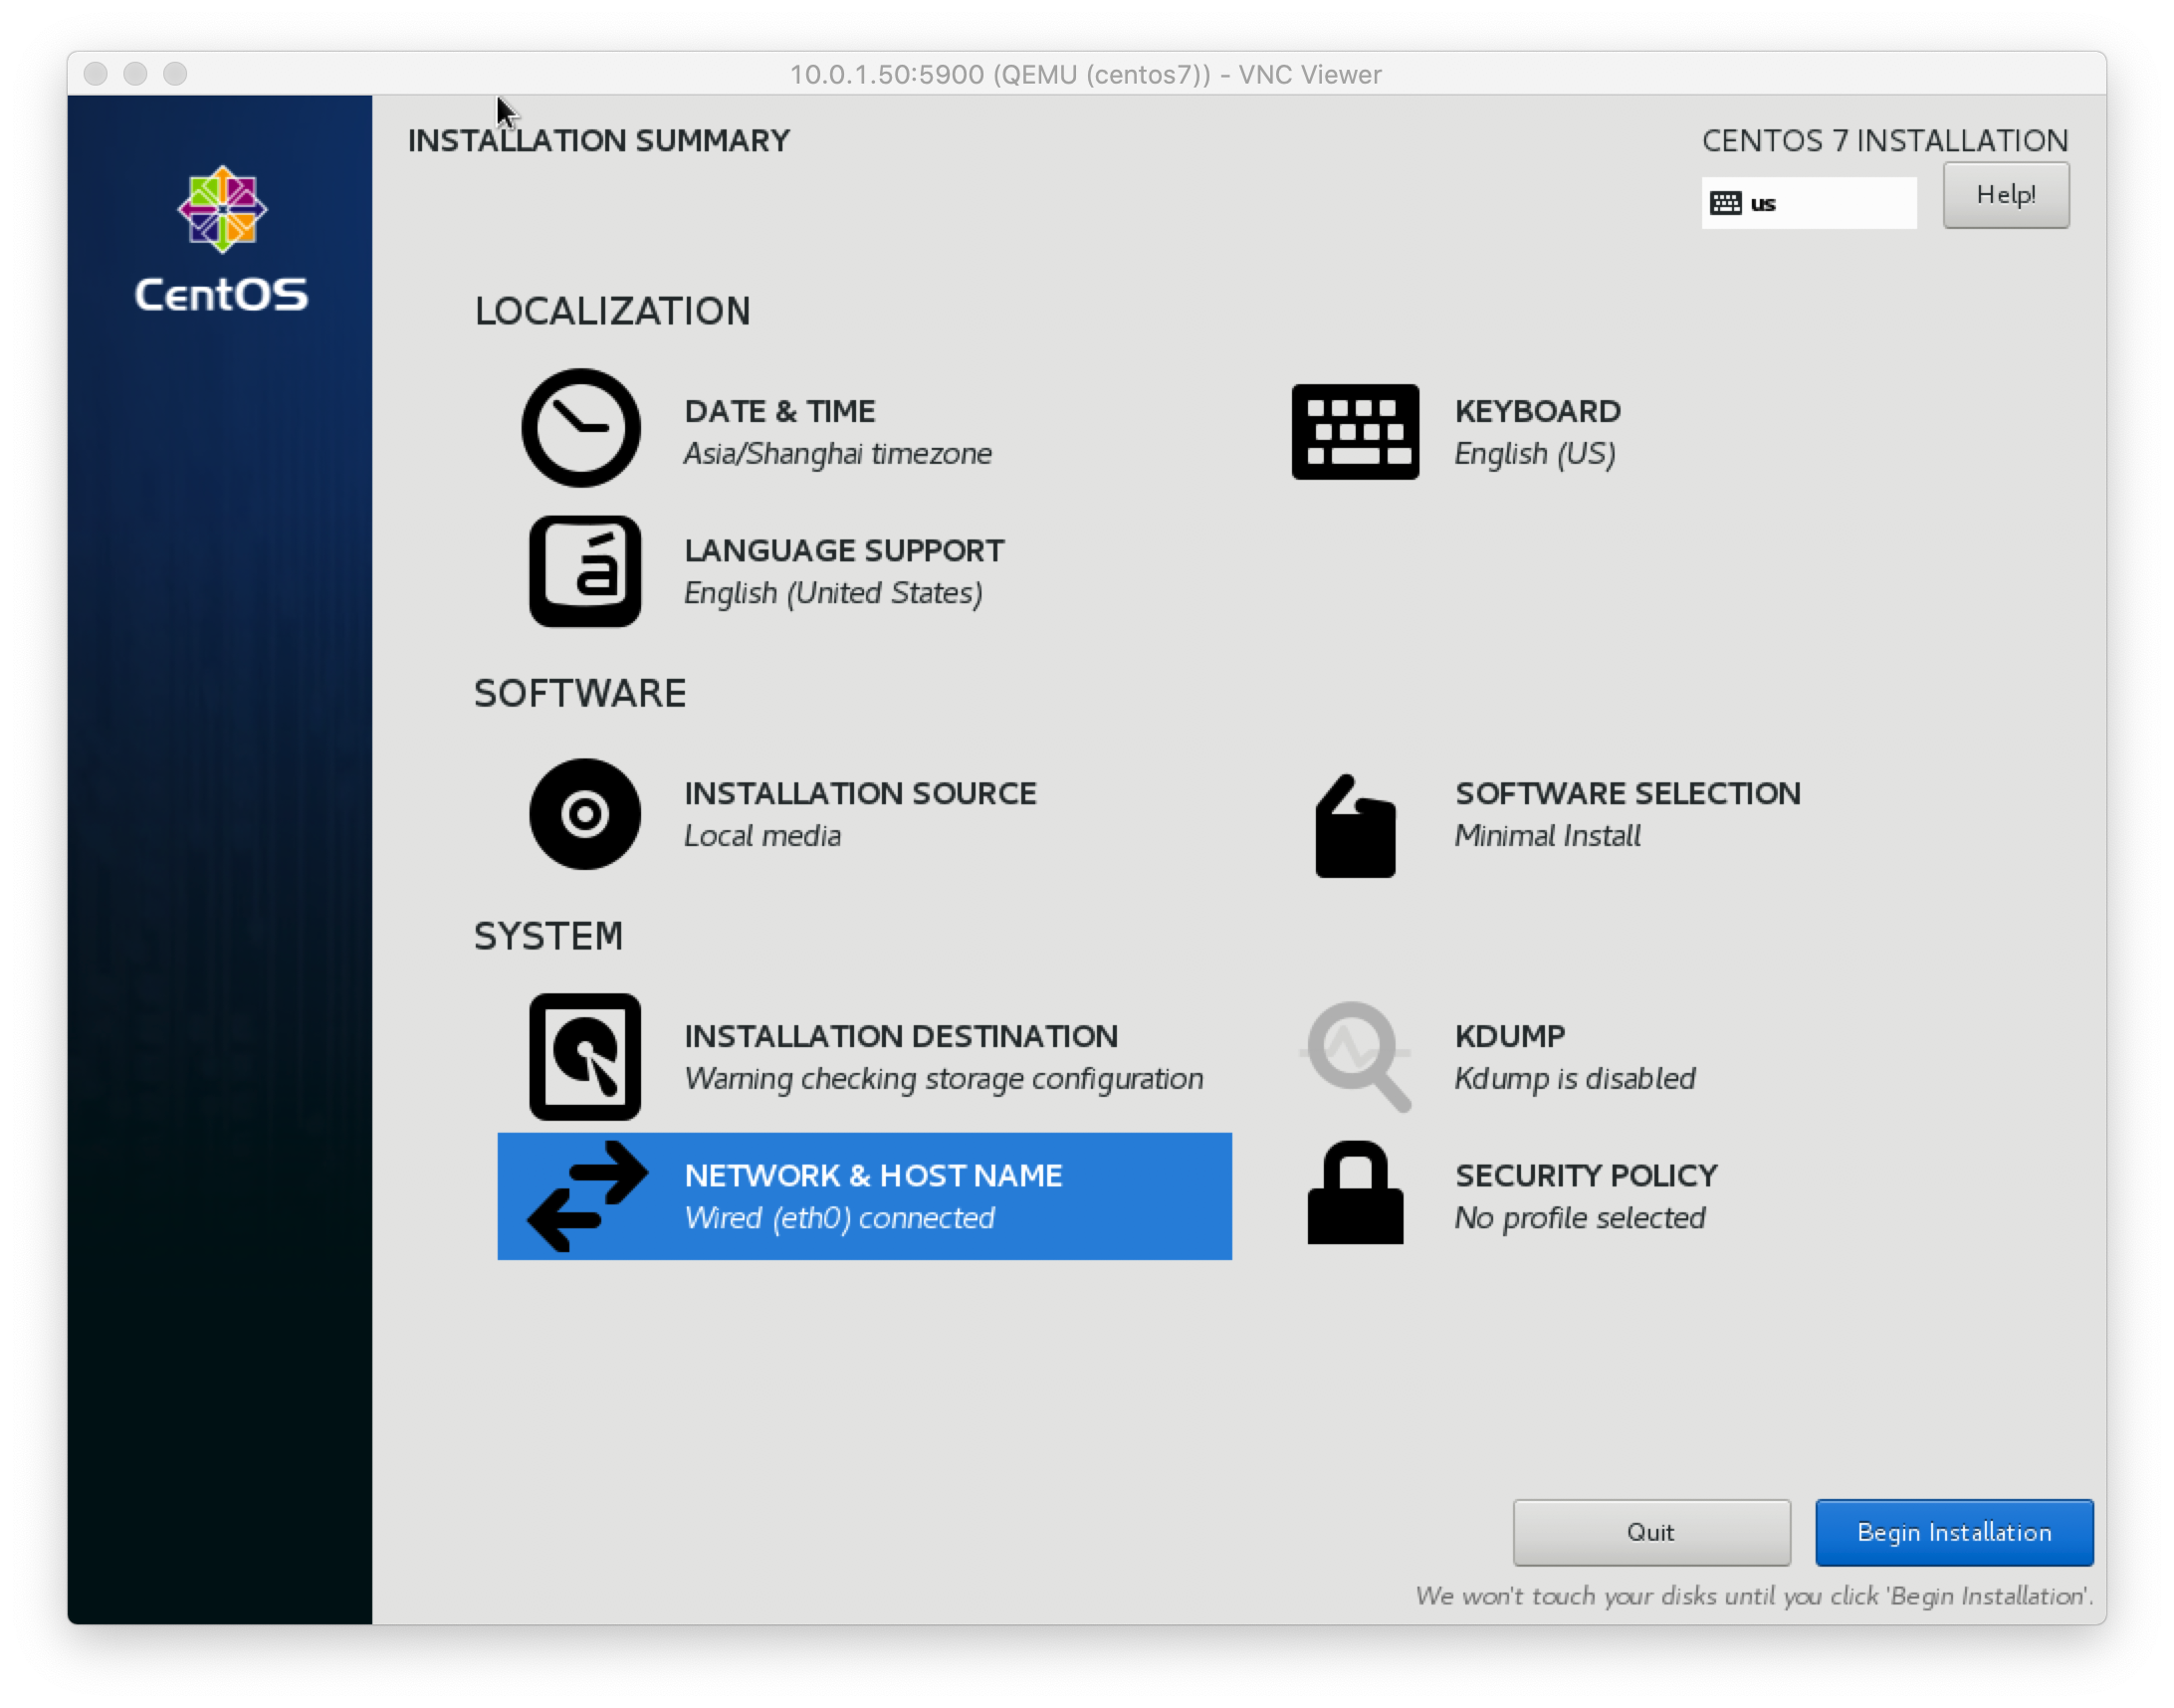 10.0.1.50:5900 (QEMU (centos7)) - VNC Viewer
CentOS
INSTALLATION SUMMARY
CENTOS 7 INSTALLATION
us
Help!
LOCALIZATION
DATE & TIME
Asia/Shanghai timezone
KEYBOARD
English (US)
á
LANGUAGE SUPPORT
English (United States)
SOFTWARE
INSTALLATION SOURCE
Local media
SOFTWARE SELECTION
Minimal Install
SYSTEM
INSTALLATION DESTINATION
Warning checking storage configuration
KDUMP
Kdump is disabled
NETWORK & HOST NAME
Wired (eth0) connected
SECURITY POLICY
No profile selected
Quit
Begin Installation
We won't touch your disks until you click 'Begin Installation'.